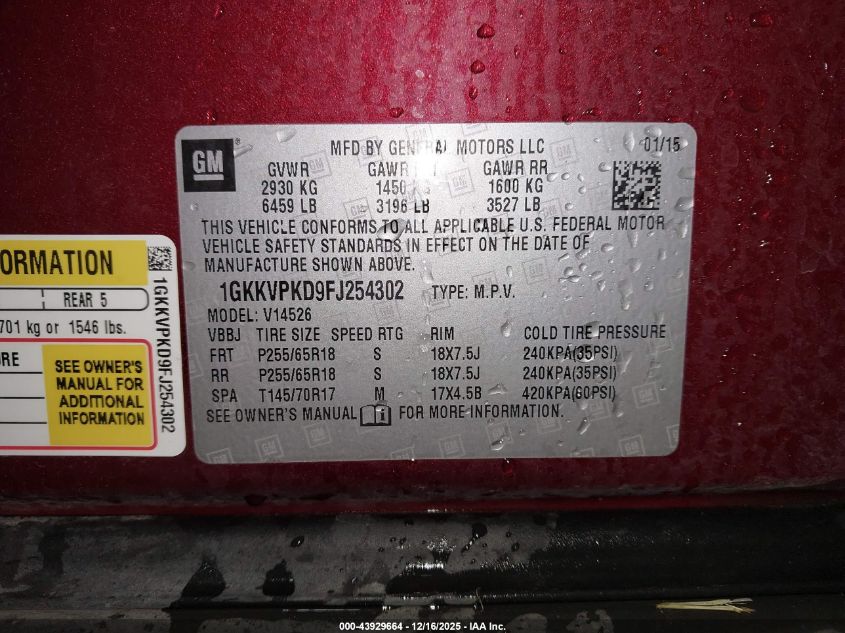 GM
MFD BY GENERAL MOTORS LLC 01/15
GVWR GAWR GAWR RR
2930 KG 1450 1600 KG
6459 LB 3196 LB 3527 LB
THIS VEHICLE CONFORMS TO ALL APPLICABLE U.S. FEDERAL MOTOR
VEHICLE SAFETY STANDARDS IN EFFECT ON THE DATE OF
MANUFACTURE SHOWN ABOVE.
1GKKVPKD9FJ254302 TYPE: M.P.V.
MODEL: V14526
VBBJ TIRE SIZE SPEED RTG RIM COLD TIRE PRESSURE
FRT P255/65R18 S 18X7.5J 240KPA(35PSI)
RR P255/65R18 S 18X7.5J 240KPA(35PSI)
SPA T145/70R17 M 17X4.5B 420KPA(60PSI)
SEE OWNER'S MANUAL FOR MORE INFORMATION.
ORMATION
REAR 5
701 kg or 1546 lbs.
ORE
SEE OWNER'S
MANUAL FOR
ADDITIONAL
INFORMATION
1GKKVPKD9FJ254302
000-43929664 - 12/16/2025 - IAA Inc.